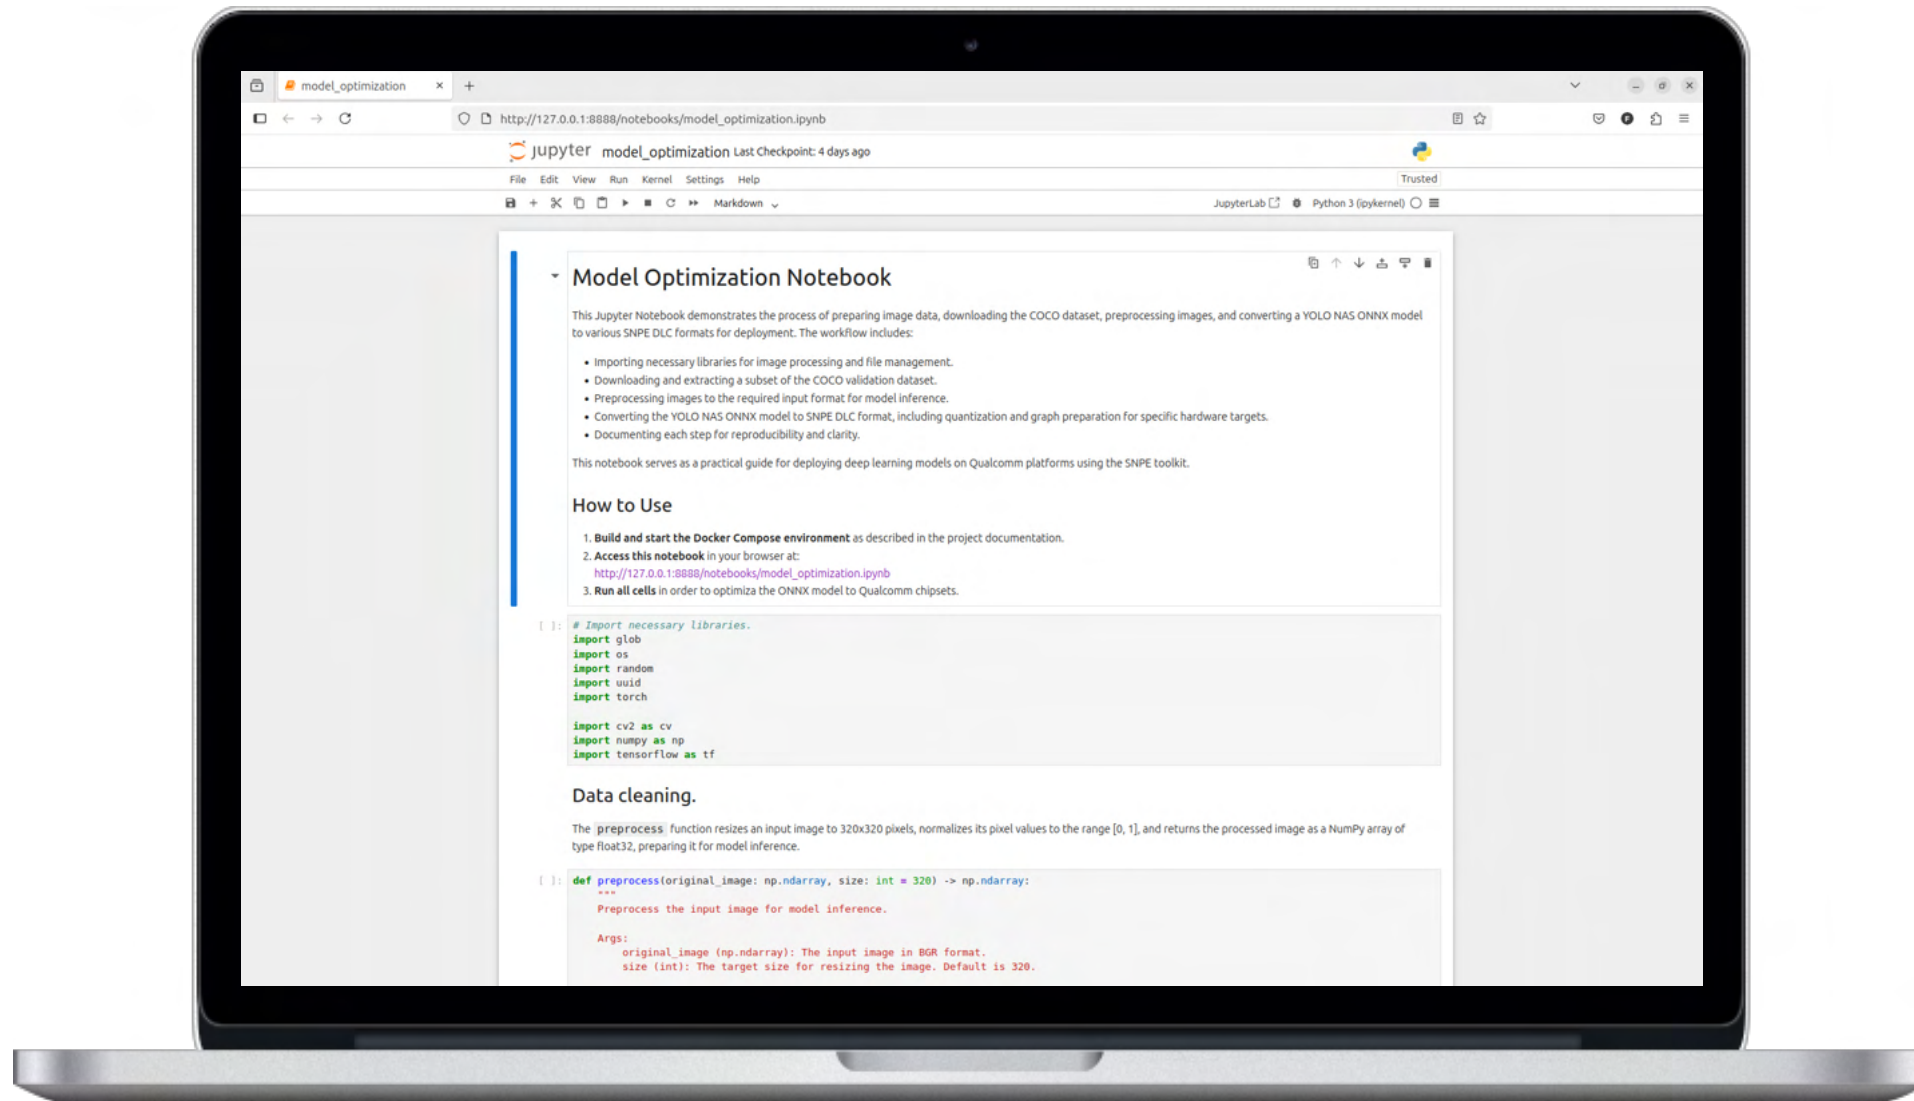 model_optimization
http://127.0.0.1:8888/notebooks/model_optimization.ipynb
jupyter model_optimization Last Checkpoint: 4 days ago
File Edit View Run Kernel Settings Help Trusted
Markdown JupyterLab Python 3 (ipykernel)
Model Optimization Notebook
This Jupyter Notebook demonstrates the process of preparing image data, downloading the COCO dataset, preprocessing images, and converting a YOLO NAS ONNX model
to various SNPE DLC formats for deployment. The workflow includes:
• Importing necessary libraries for image processing and file management.
• Downloading and extracting a subset of the COCO validation dataset.
• Preprocessing images to the required input format for model inference.
• Converting the YOLO NAS ONNX model to SNPE DLC format, including quantization and graph preparation for specific hardware targets.
• Documenting each step for reproducibility and clarity.
This notebook serves as a practical guide for deploying deep learning models on Qualcomm platforms using the SNPE toolkit.
How to Use
1. Build and start the Docker Compose environment as described in the project documentation.
2. Access this notebook in your browser at:
http://127.0.0.1:8888/notebooks/model_optimization.ipynb
3. Run all cells in order to optimiza the ONNX model to Qualcomm chipsets.
[ ]: # Import necessary libraries.
import glob
import os
import random
import uuid
import torch
import cv2 as cv
import numpy as np
import tensorflow as tf
Data cleaning.
The preprocess function resizes an input image to 320x320 pixels, normalizes its pixel values to the range [0, 1], and returns the processed image as a NumPy array of
type float32, preparing it for model inference.
[ ]: def preprocess(original_image: np.ndarray, size: int = 320) -> np.ndarray:
"""
Preprocess the input image for model inference.
Args:
original_image (np.ndarray): The input image in BGR format.
size (int): The target size for resizing the image. Default is 320.